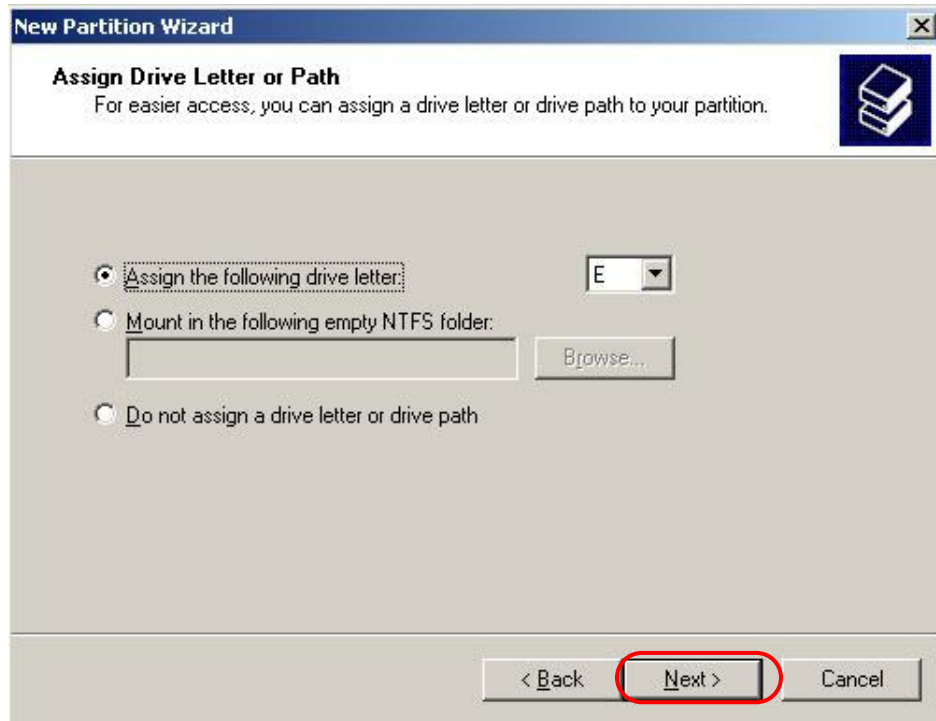 New Partition Wizard
Assign Drive Letter or Path
For easier access, you can assign a drive letter or drive path to your partition.
Assign the following drive letter: E
Mount in the following empty NTFS folder:
Browse...
Do not assign a drive letter or drive path
< Back Next > Cancel